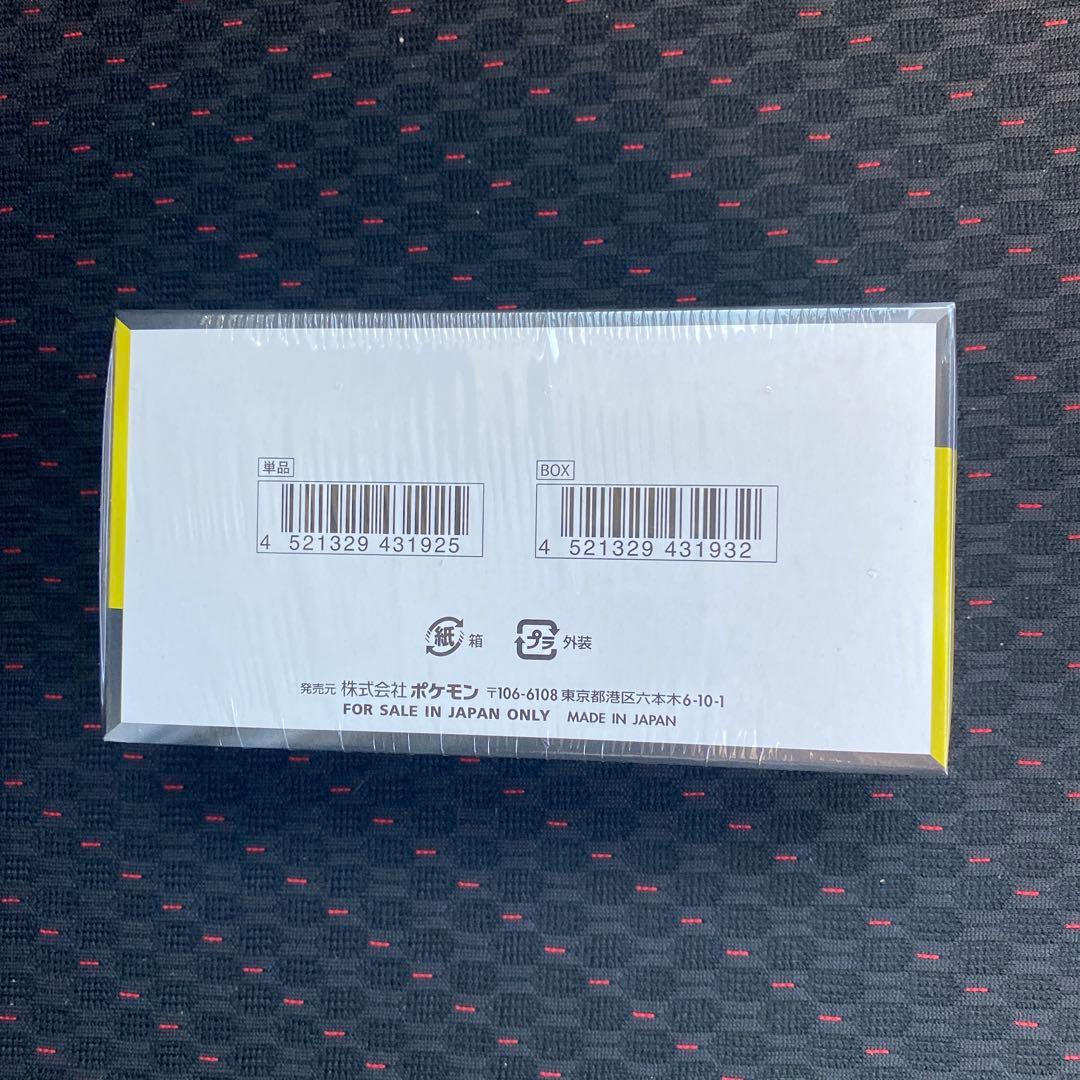 単品
4 521329 431925
BOX
4 521329 431932
紙 箱
プラ 外装
発売元 株式会社 ポケモン 〒106-6108 東京都港区六本木6-10-1
FOR SALE IN JAPAN ONLY MADE IN JAPAN